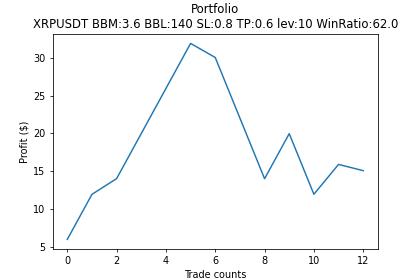 Portfolio
XRPUSDT BBM:3.6 BBL:140 SL:0.8 TP:0.6 lev:10 WinRatio:62.0
Profit ($)
30
25
20
15
10
5
0 2 4 6 8 10 12
Trade counts